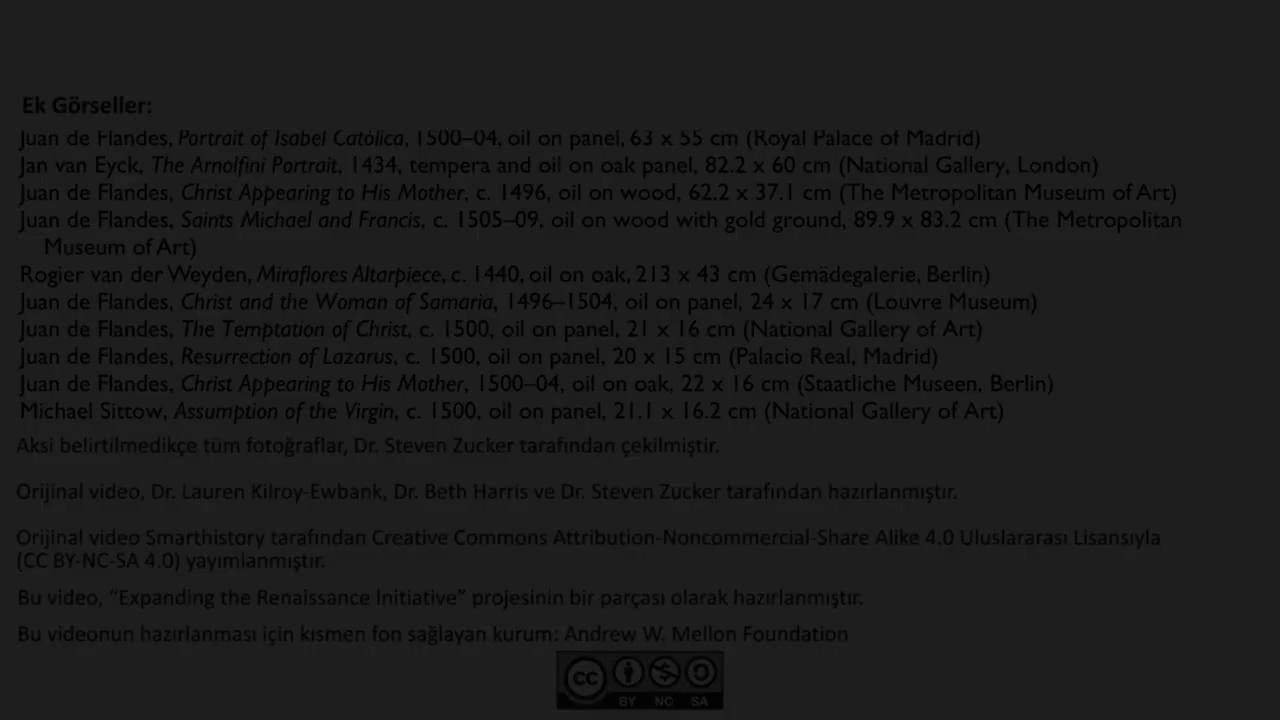 Ek Görseller:
Juan de Flandes, Portrait of Isabel Católica, 1500–04, oil on panel, 63 x 55 cm (Royal Palace of Madrid)
Jan van Eyck, The Arnolfini Portrait, 1434, tempera and oil on oak panel, 82.2 x 60 cm (National Gallery, London)
Juan de Flandes, Christ Appearing to His Mother, c. 1496, oil on wood, 62.2 x 37.1 cm (The Metropolitan Museum of Art)
Juan de Flandes, Saints Michael and Francis, c. 1505–09, oil on wood with gold ground, 89.9 x 83.2 cm (The Metropolitan
Museum of Art)
Rogier van der Weyden, Miraflores Altarpiece, c. 1440, oil on oak, 213 x 43 cm (Gemädegalerie, Berlin)
Juan de Flandes, Christ and the Woman of Samaria, 1496–1504, oil on panel, 24 x 17 cm (Louvre Museum)
Juan de Flandes, The Temptation of Christ, c. 1500, oil on panel, 21 x 16 cm (National Gallery of Art)
Juan de Flandes, Resurrection of Lazarus, c. 1500, oil on panel, 20 x 15 cm (Palacio Real, Madrid)
Juan de Flandes, Christ Appearing to His Mother, 1500–04, oil on oak, 22 x 16 cm (Staatliche Museen, Berlin)
Michael Sittow, Assumption of the Virgin, c. 1500, oil on panel, 21.1 x 16.2 cm (National Gallery of Art)
Aksi belirtilmedikçe tüm fotoğraflar, Dr. Steven Zucker tarafından çekilmiştir.
Orijinal video, Dr. Lauren Kilroy-Ewbank, Dr. Beth Harris ve Dr. Steven Zucker tarafından hazırlanmıştır.
Orijinal video Smarthistory tarafından Creative Commons Attribution-Noncommercial-Share Alike 4.0 Uluslararası Lisansıyla
(CC BY-NC-SA 4.0) yayımlanmıştır.
Bu video, “Expanding the Renaissance Initiative” projesinin bir parçası olarak hazırlanmıştır.
Bu videonun hazırlanması için kısmen fon sağlayan kurum: Andrew W. Mellon Foundation
cc
BY NC SA